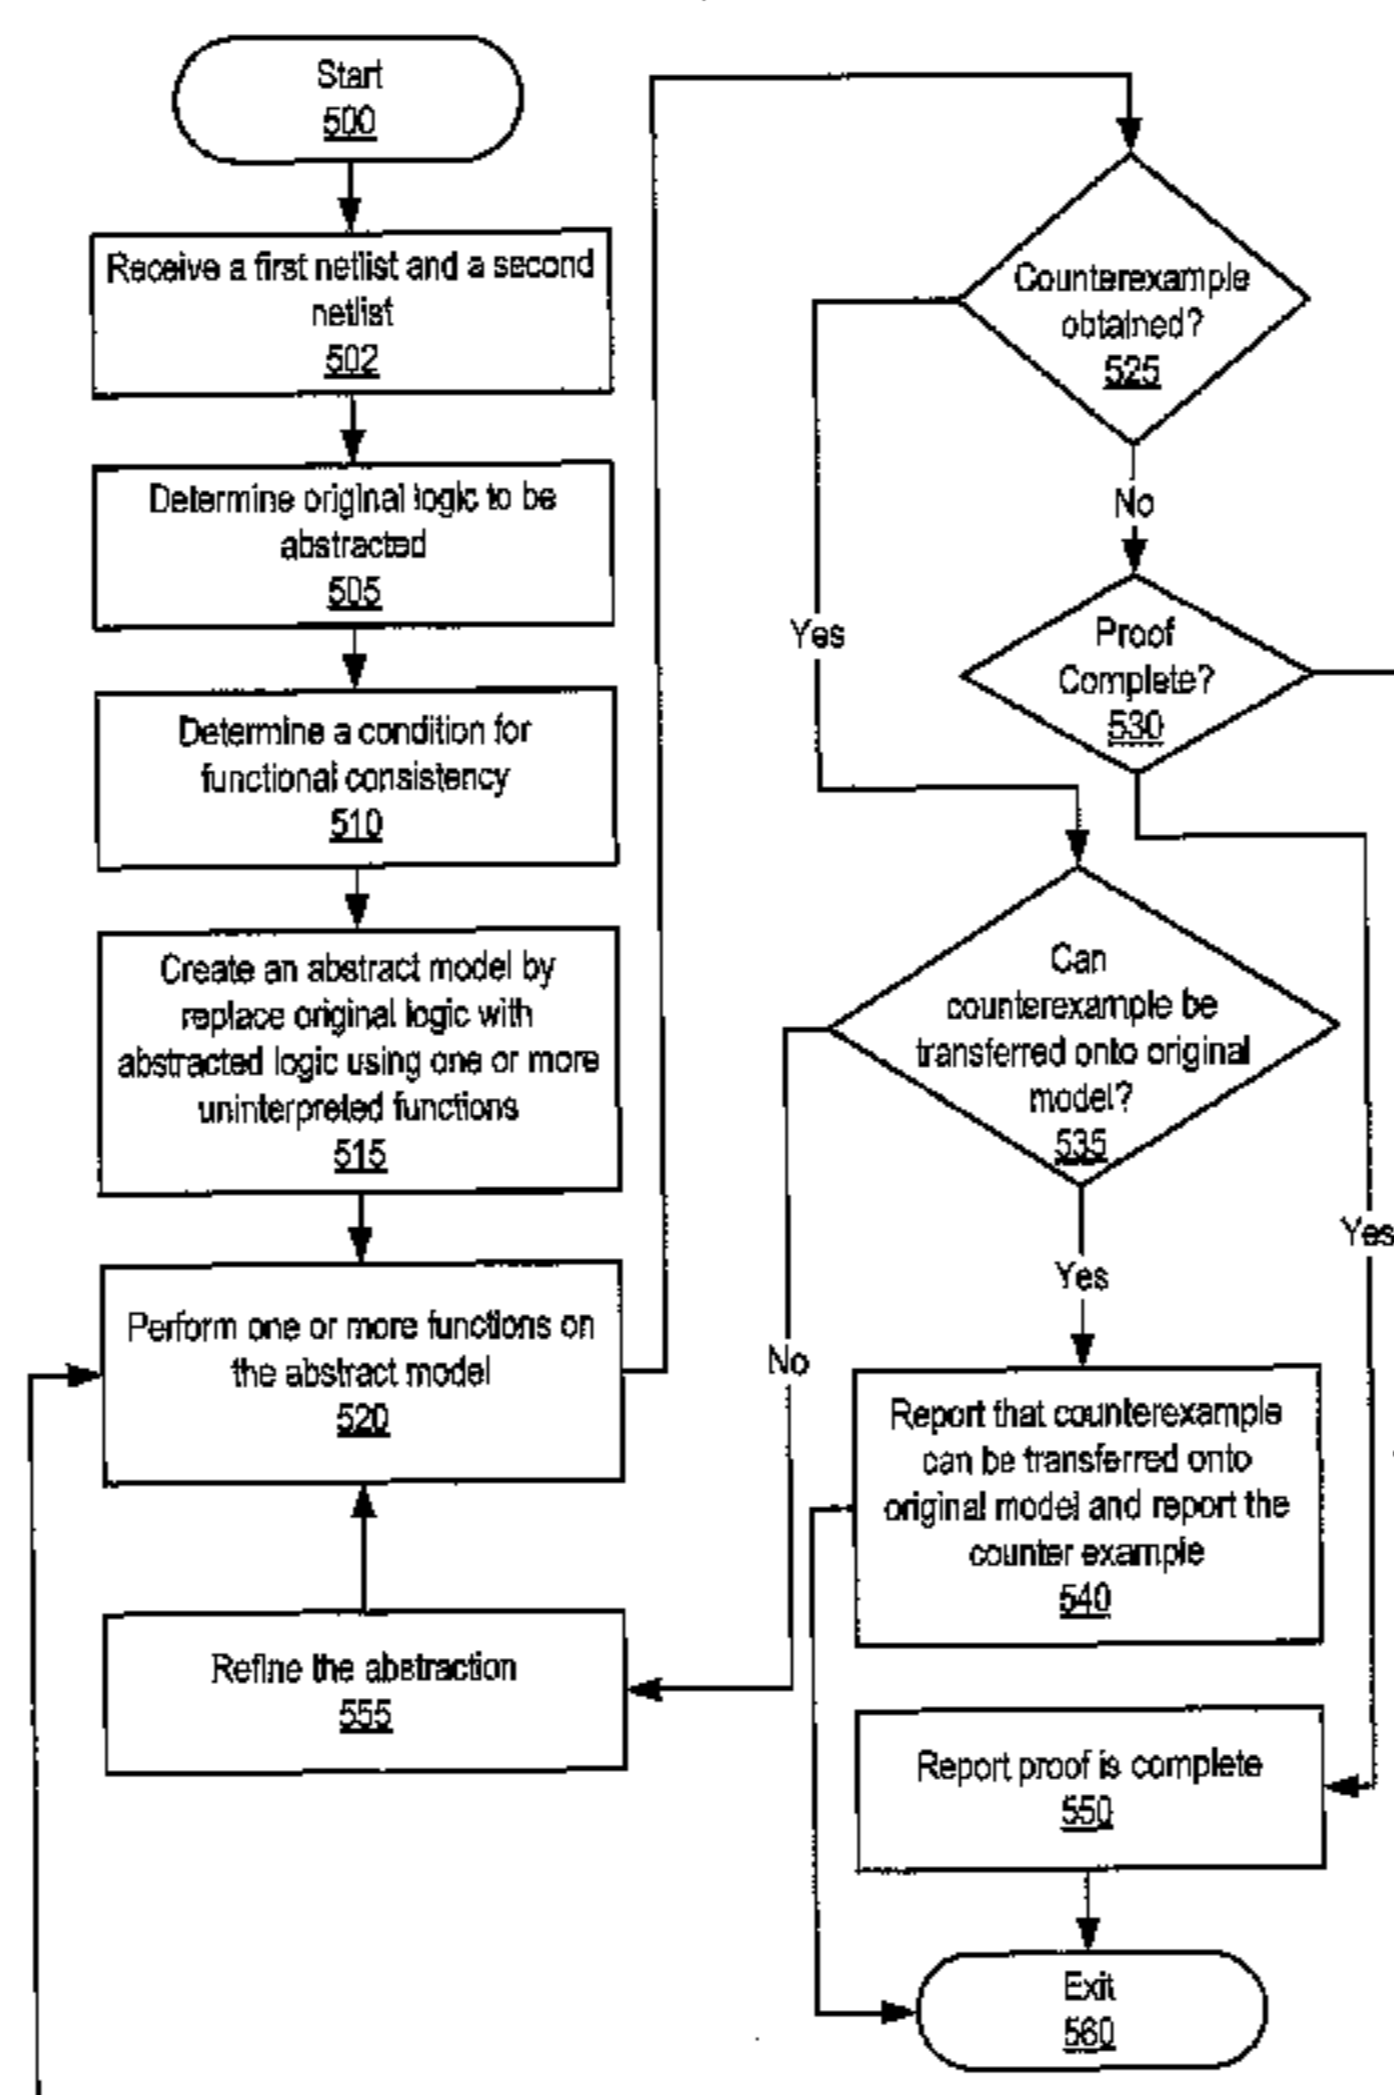 Start
500
Receive a first netlist and a second
netlist
502
Determine original logic to be
abstracted
505
Determine a condition for
functional consistency
510
Create an abstract model by
replace original logic with
abstracted logic using one or more
uninterpreted functions
515
Perform one or more functions on
the abstract model
520
Refine the abstraction
555
Counterexample
obtained?
525
No
Yes
Proof
Complete?
530
Can
counterexample be
transferred onto original
model?
535
Yes
Yes
No
Report that counterexample
can be transferred onto
original model and report the
counter example
540
Report proof is complete
550
Exit
560